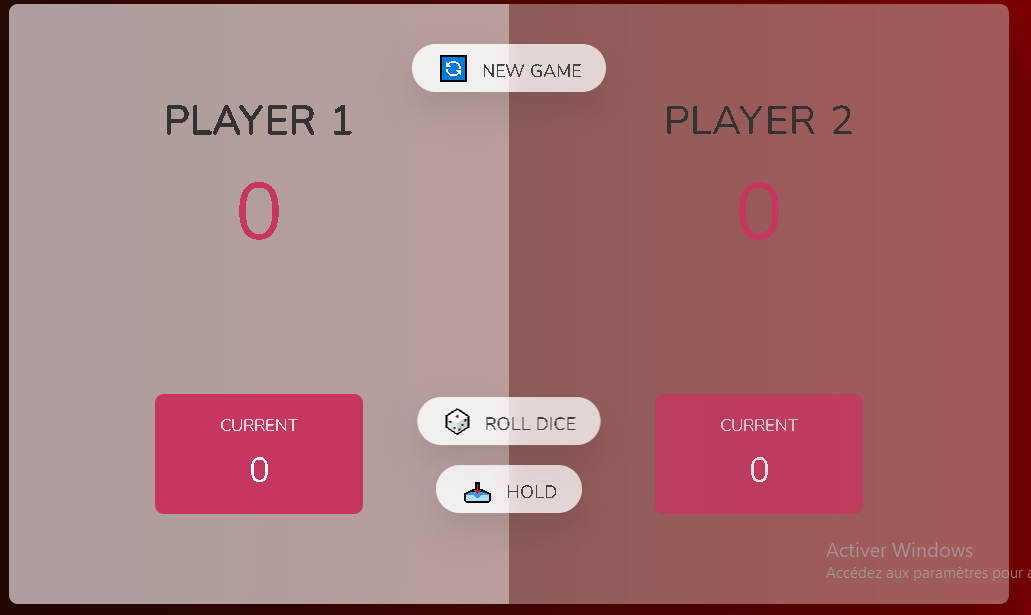 NEW GAME
PLAYER 1
PLAYER 2
0
0
CURRENT
0
ROLL DICE
CURRENT
0
HOLD
Activer Windows
Accédez aux paramètres pour a